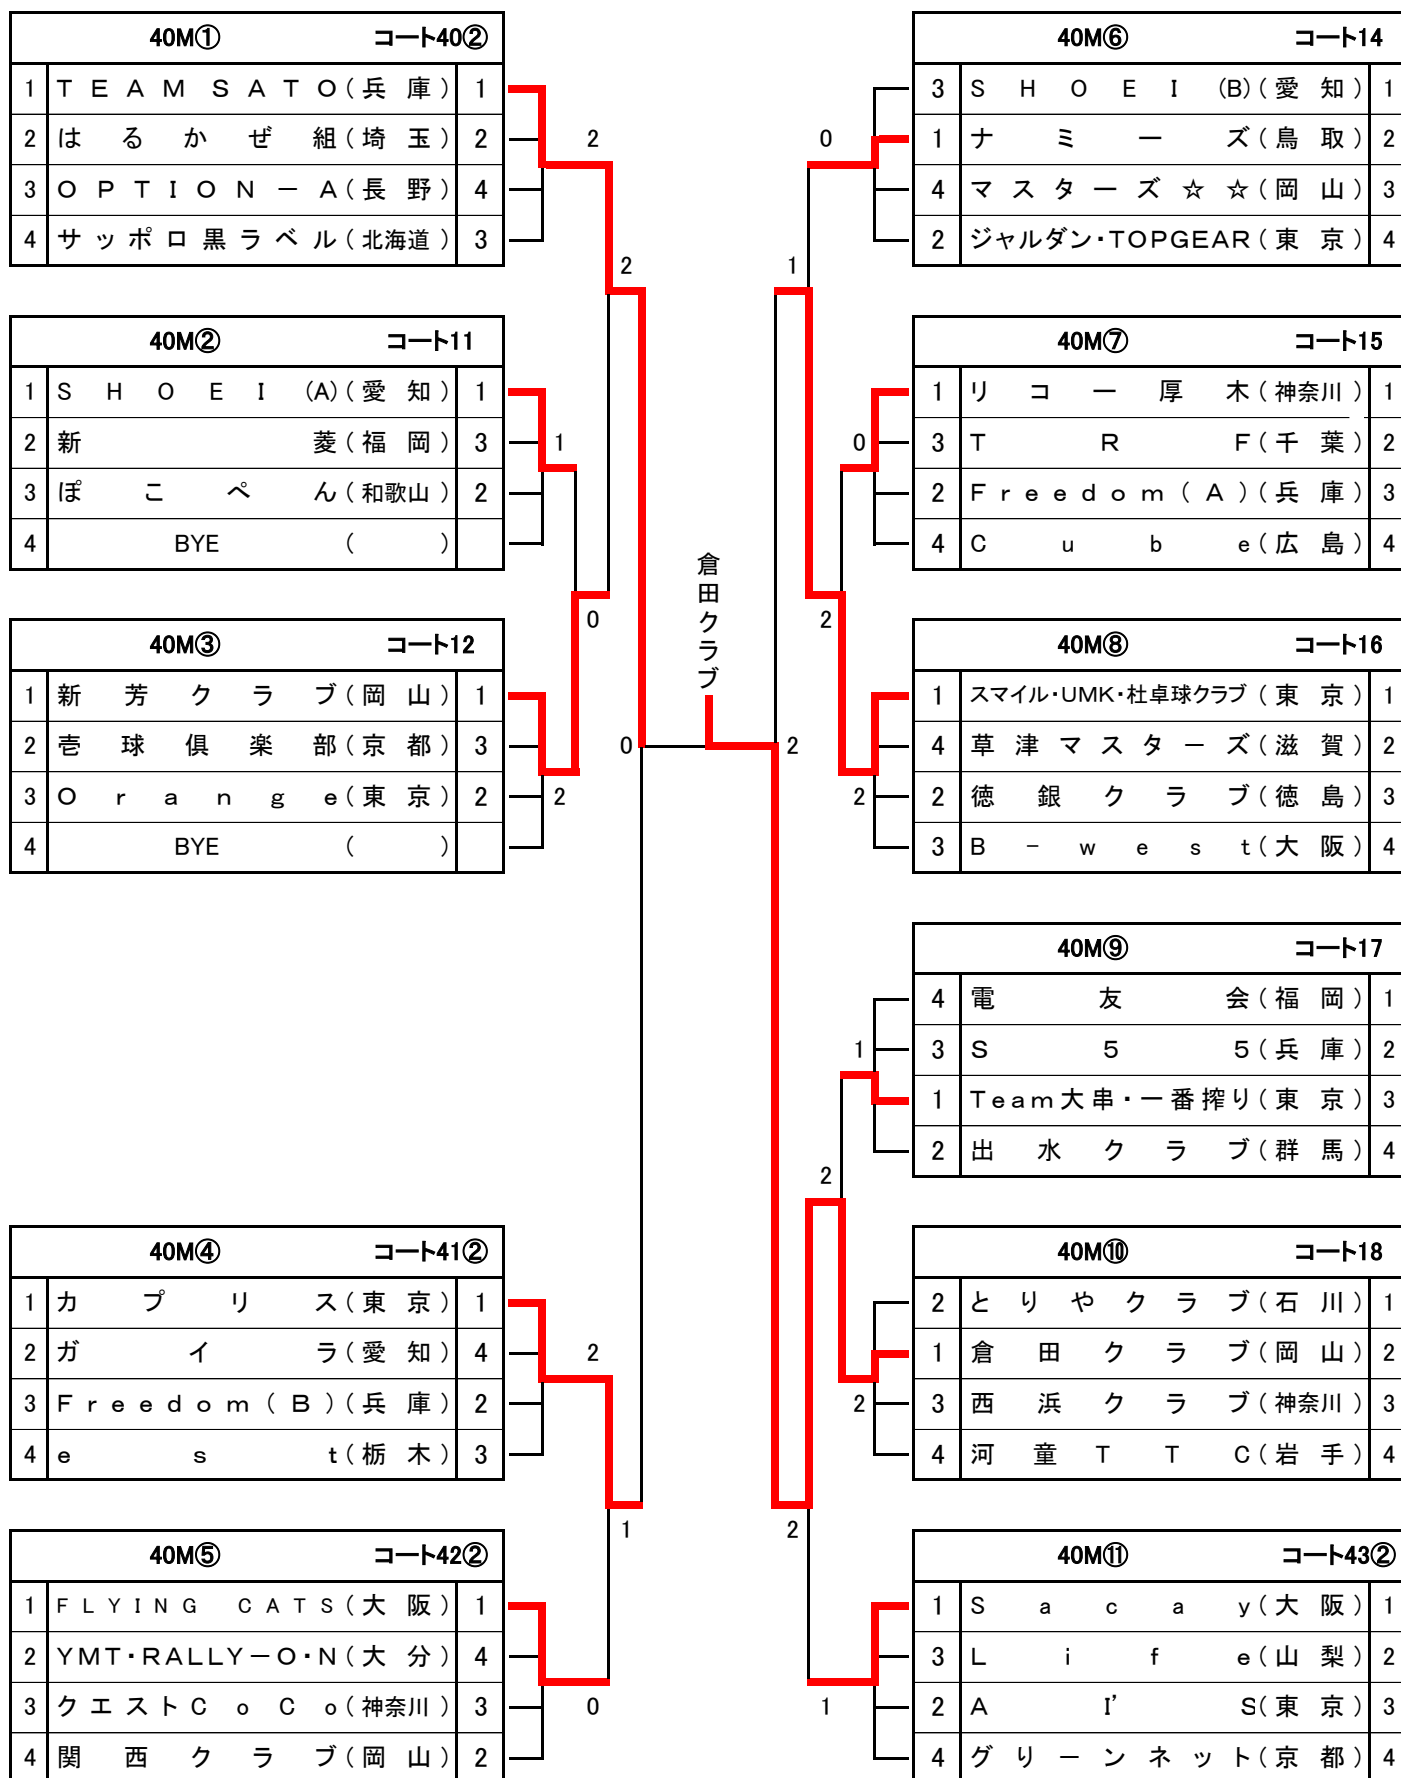 40M① コート40②
1 TEAM SATO(兵庫) 1
2 はるかぜ組(埼玉) 2
3 OPTION－A(長野) 4
4 サッポロ黒ラベル(北海道) 3
2
2
40M② コート11
1 SHOEI(A)(愛知) 1
2 新菱(福岡) 3
3 ぽこぺん(和歌山) 2
4 BYE ( )
1
0
40M③ コート12
1 新芳クラブ(岡山) 1
2 壱球倶楽部(京都) 3
3 Orange(東京) 2
4 BYE ( )
2
0
40M④ コート41②
1 カプリス(東京) 1
2 ガイラ(愛知) 4
3 Freedom(B)(兵庫) 2
4 est(栃木) 3
2
1
40M⑤ コート42②
1 FLYING CATS(大阪) 1
2 YMT・RALLY－O・N(大分) 4
3 クエストCoCo(神奈川) 3
4 関西クラブ(岡山) 2
0
倉田クラブ
2
40M⑥ コート14
3 SHOEI(B)(愛知) 1
1 ナミーズ(鳥取) 2
4 マスターズ☆☆(岡山) 3
2 ジャルダン・TOPGEAR(東京) 4
0
1
40M⑦ コート15
1 リコー厚木(神奈川) 1
3 TRF(千葉) 2
2 Freedom(A)(兵庫) 3
4 Cube(広島) 4
0
2
40M⑧ コート16
1 スマイル・UMK・杜卓球クラブ(東京) 1
4 草津マスターズ(滋賀) 2
2 徳銀クラブ(徳島) 3
3 B-west(大阪) 4
2
40M⑨ コート17
4 電友会(福岡) 1
3 S55(兵庫) 2
1 Team大串・一番搾り(東京) 3
2 出水クラブ(群馬) 4
1
2
40M⑩ コート18
2 とりやクラブ(石川) 1
1 倉田クラブ(岡山) 2
3 西浜クラブ(神奈川) 3
4 河童TTC(岩手) 4
2
2
40M⑪ コート43②
1 Sacay(大阪) 1
3 Life(山梨) 2
2 AI'S(東京) 3
4 グリーンネット(京都) 4
1